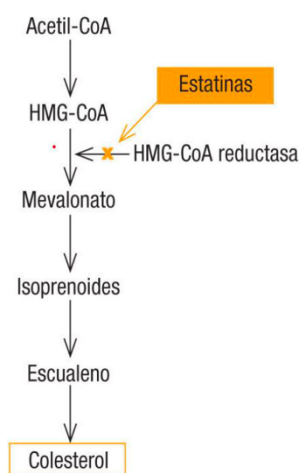 Acetil-CoA
Estatinas
HMG-CoA
HMG-CoA reductasa
Mevalonato
Isoprenoides
Escualeno
Colesterol